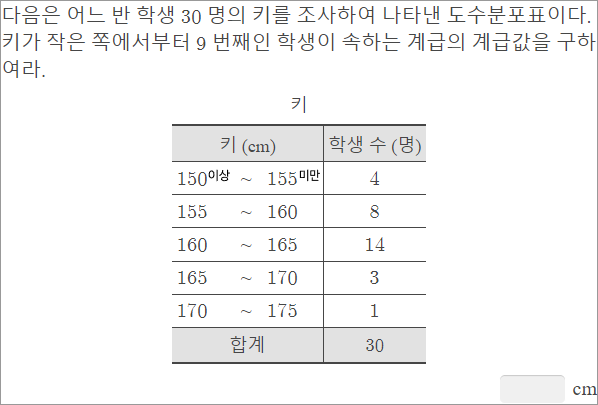 다음은 어느 반 학생 30 명의 키를 조사하여 나타낸 도수분포표이다.
키가 작은 쪽에서부터 9 번째인 학생이 속하는 계급의 계급값을 구하
여라.
키
키 (cm) 학생 수 (명)
150이상 ~ 155미만 4
155 ~ 160 8
160 ~ 165 14
165 ~ 170 3
170 ~ 175 1
합계 30
cm